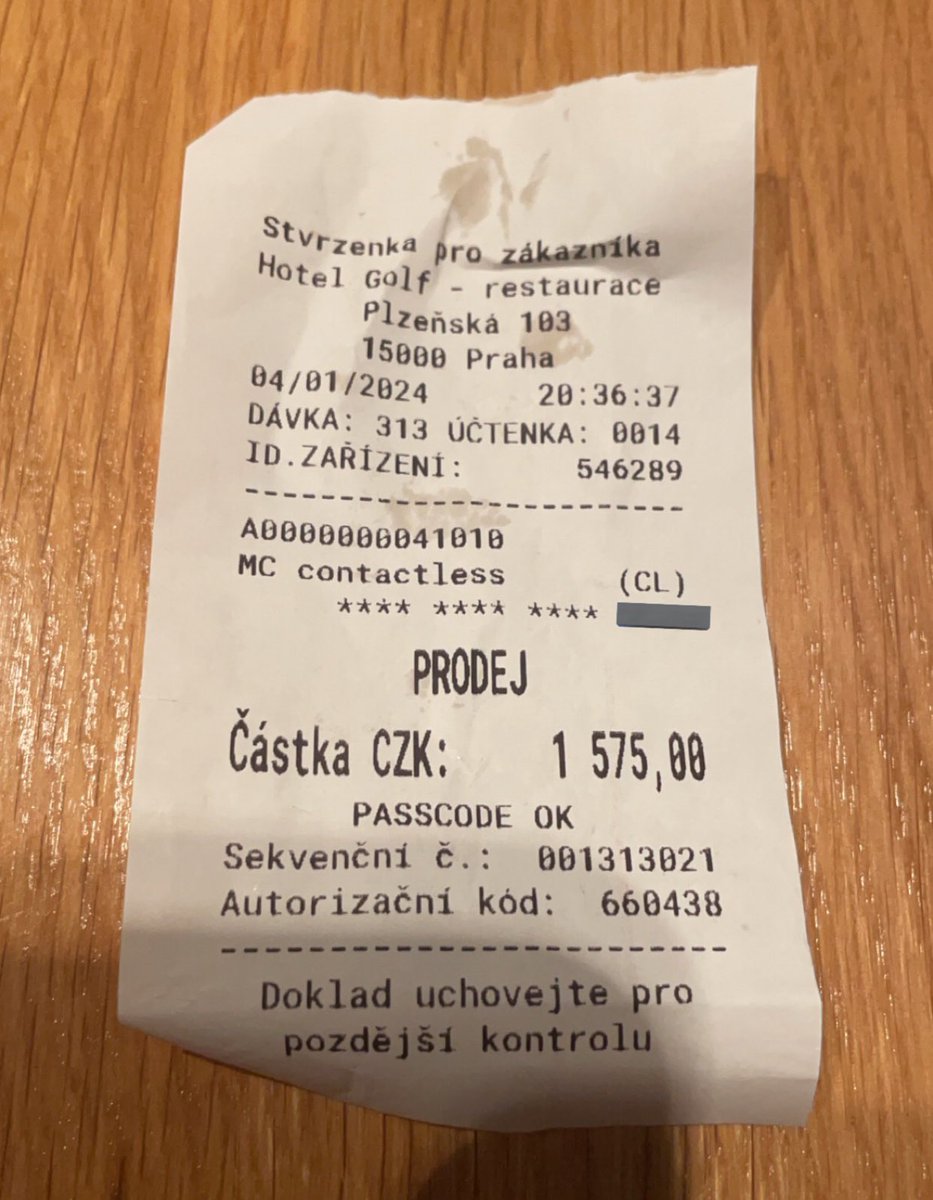 Stvrzenka pro zákazníka
Hotel Golf - restaurace
Plzeňská 103
15000 Praha
04/01/2024 20:36:37
DÁVKA: 313 ÚČTENKA: 0014
ID.ZAŘÍZENÍ: 546289
-------------------------
A0000000041010
MC contactless (CL)
**** **** ****
PRODEJ
Částka CZK: 1 575,00
PASSCODE OK
Sekvenční č.: 001313021
Autorizační kód: 660438
-------------------------
Doklad uchovejte pro
pozdější kontrolu